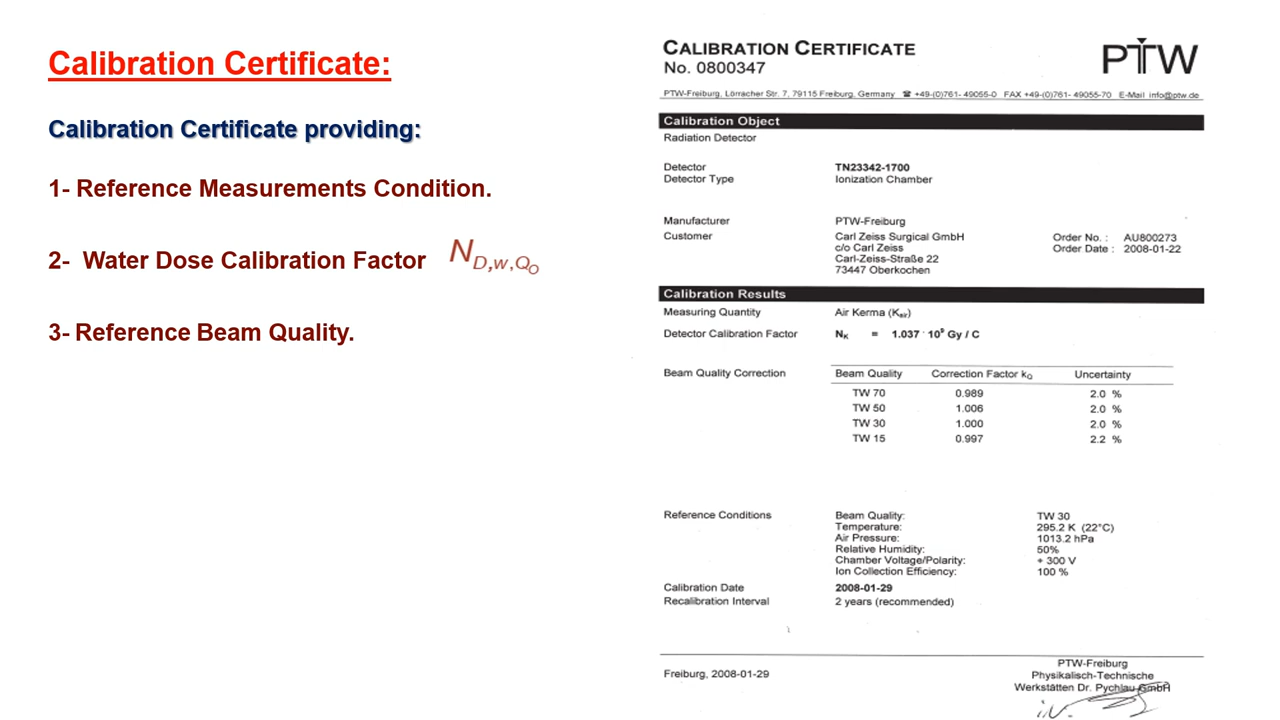 Calibration Certificate:
Calibration Certificate providing:
1- Reference Measurements Condition.
2- Water Dose Calibration Factor N_{D,w,Q_O}
3- Reference Beam Quality.
CALIBRATION CERTIFICATE
No. 0800347
PTW
PTW-Freiburg, Lörracher Str. 7, 79115 Freiburg, Germany ☎ +49-(0)761- 49055-0 FAX +49-(0)761- 49055-70 E-Mail info@ptw.de
Calibration Object
Radiation Detector
Detector TN23342-1700
Detector Type Ionization Chamber
Manufacturer PTW-Freiburg
Customer Carl Zeiss Surgical GmbH Order No. : AU800273
c/o Carl Zeiss Order Date : 2008-01-22
Carl-Zeiss-Straße 22
73447 Oberkochen
Calibration Results
Measuring Quantity Air Kerma (Kair)
Detector Calibration Factor NK = 1.037 · 10⁹ Gy / C
Beam Quality Correction Beam Quality Correction Factor kQ Uncertainty
TW 70 0.989 2.0 %
TW 50 1.006 2.0 %
TW 30 1.000 2.0 %
TW 15 0.997 2.2 %
Reference Conditions Beam Quality: TW 30
Temperature: 295.2 K (22°C)
Air Pressure: 1013.2 hPa
Relative Humidity: 50%
Chamber Voltage/Polarity: + 300 V
Ion Collection Efficiency: 100 %
Calibration Date 2008-01-29
Recalibration Interval 2 years (recommended)
Freiburg, 2008-01-29
PTW-Freiburg
Physikalisch-Technische
Werkstätten Dr. Pychlau GmbH